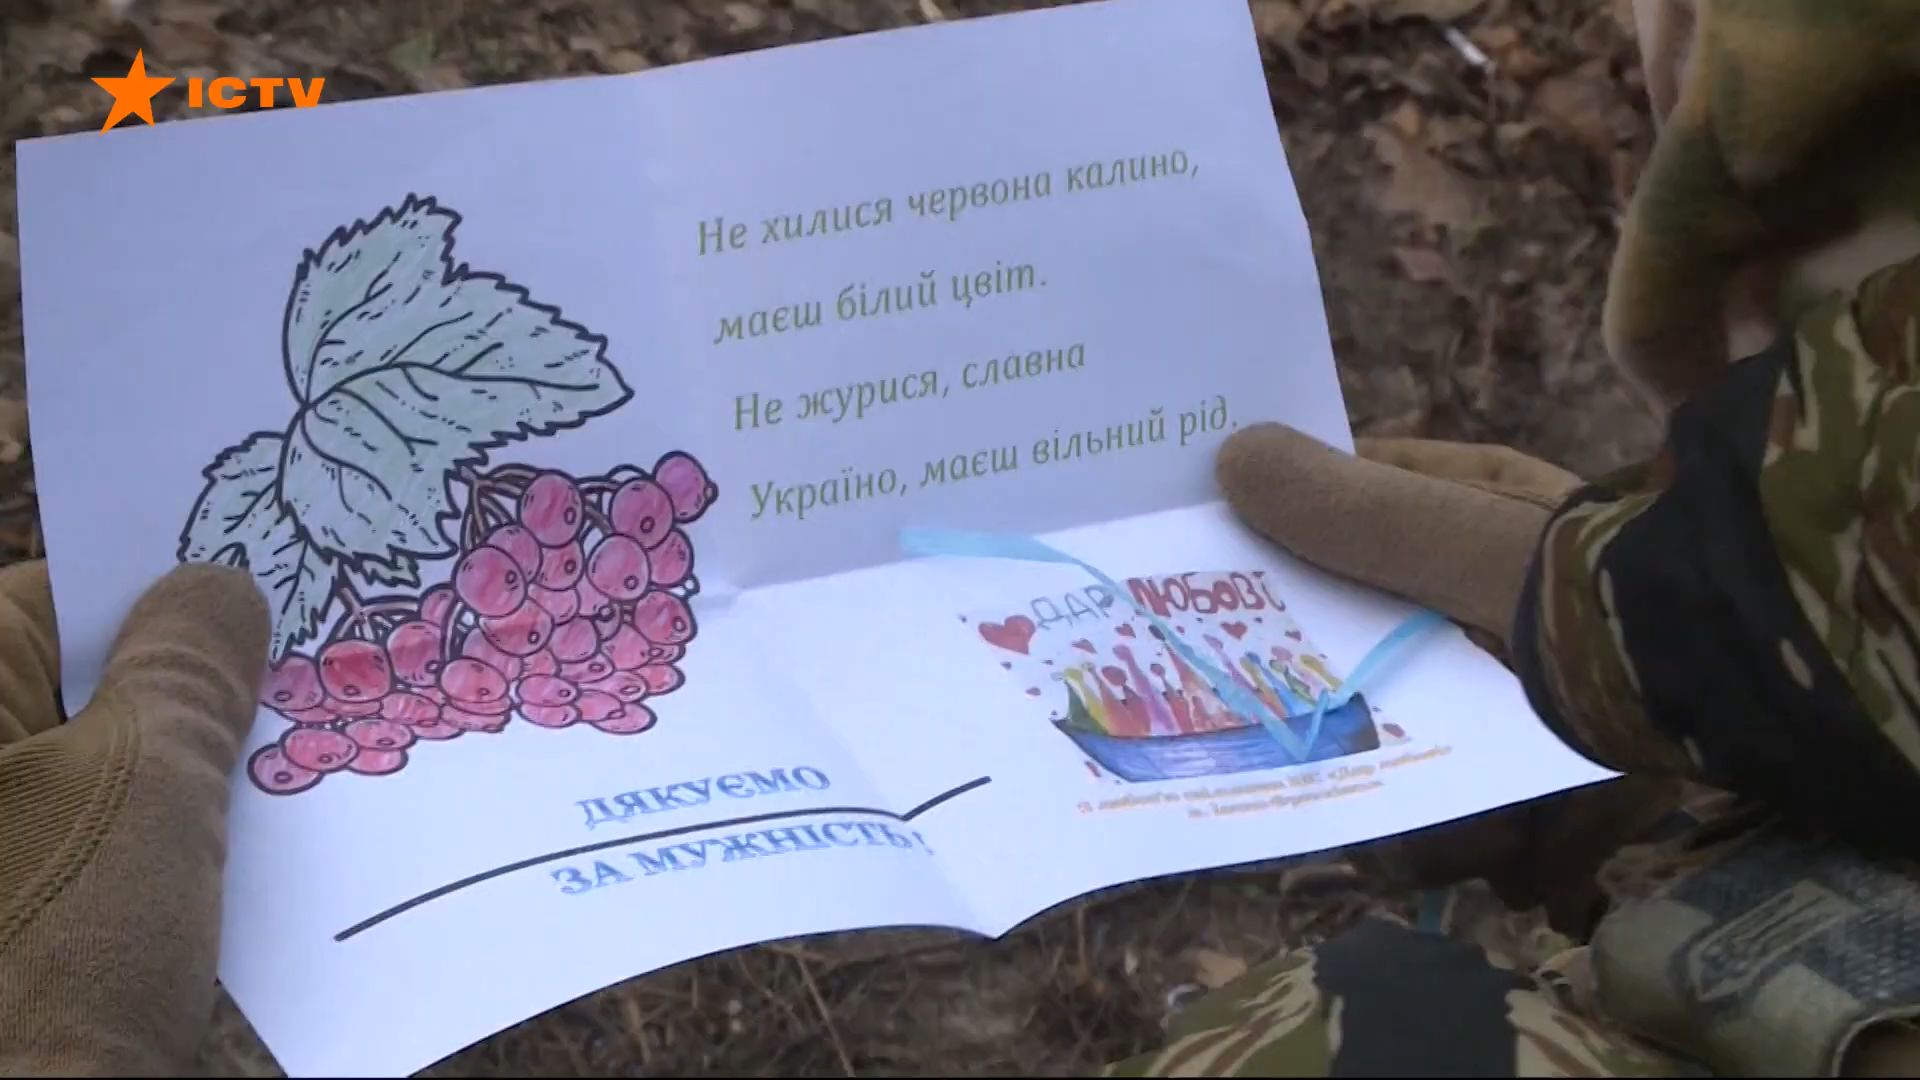 ICTV
Не хилися червона калино,
маєш білий цвіт.
Не журися, славна
Україно, маєш вільний рід.
ДАР ЛЮБОВІ
ДЯКУЄМО
ЗА МУЖНІСТЬ!